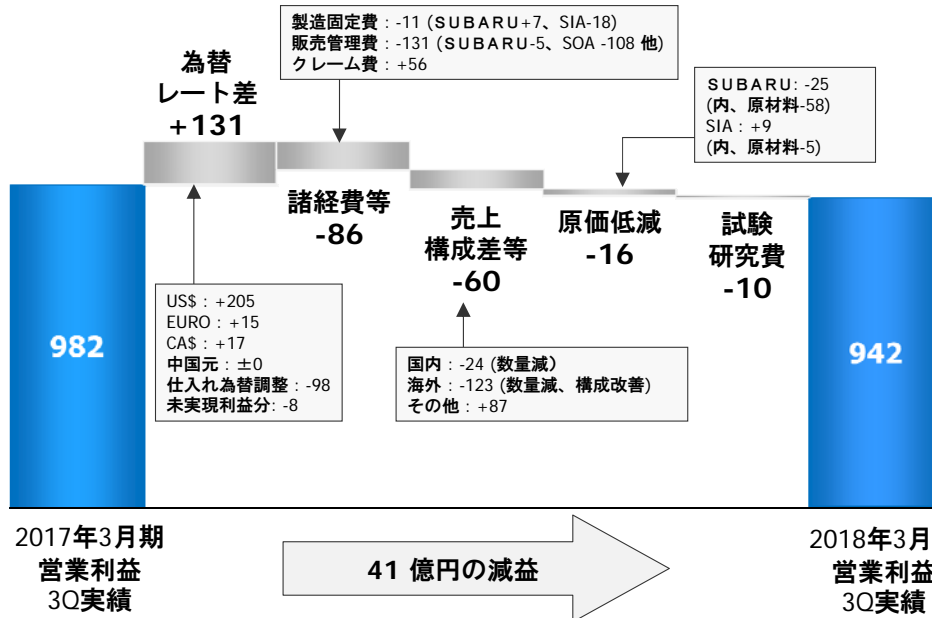 製造固定費 : -11 (SUBARU+7、SIA-18)
販売管理費 : -131 (SUBARU-5、SOA -108 他)
クレーム費 : +56
為替
レート差
+131
SUBARU: -25
(内、原材料-58)
SIA : +9
(内、原材料-5)
諸経費等
-86
売上
構成差等
-60
原価低減
-16
試験
研究費
-10
982
US$ : +205
EURO : +15
CA$ : +17
中国元 : ±0
仕入れ為替調整 : -98
未実現利益分: -8
国内 : -24 (数量減)
海外 : -123 (数量減、構成改善)
その他 : +87
942
2017年3月期
営業利益
3Q実績
41 億円の減益
2018年3月
営業利益
3Q実績